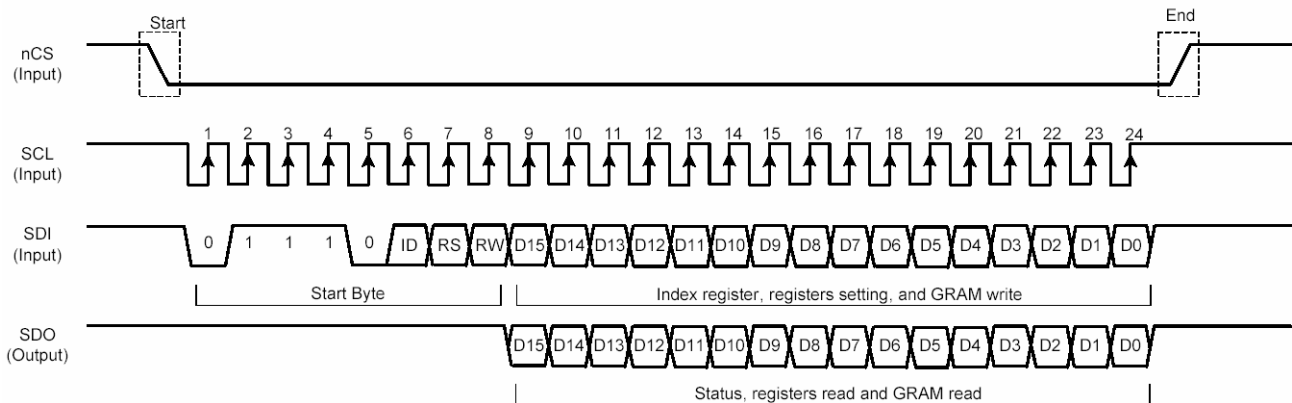 Start End
nCS
(Input)
1 2 3 4 5 6 7 8 9 10 11 12 13 14 15 16 17 18 19 20 21 22 23 24
SCL
(Input)
SDI
(Input)
0 1 1 1 0 ID RS RW D15 D14 D13 D12 D11 D10 D9 D8 D7 D6 D5 D4 D3 D2 D1 D0
Start Byte Index register, registers setting, and GRAM write
SDO
(Output)
D15 D14 D13 D12 D11 D10 D9 D8 D7 D6 D5 D4 D3 D2 D1 D0
Status, registers read and GRAM read